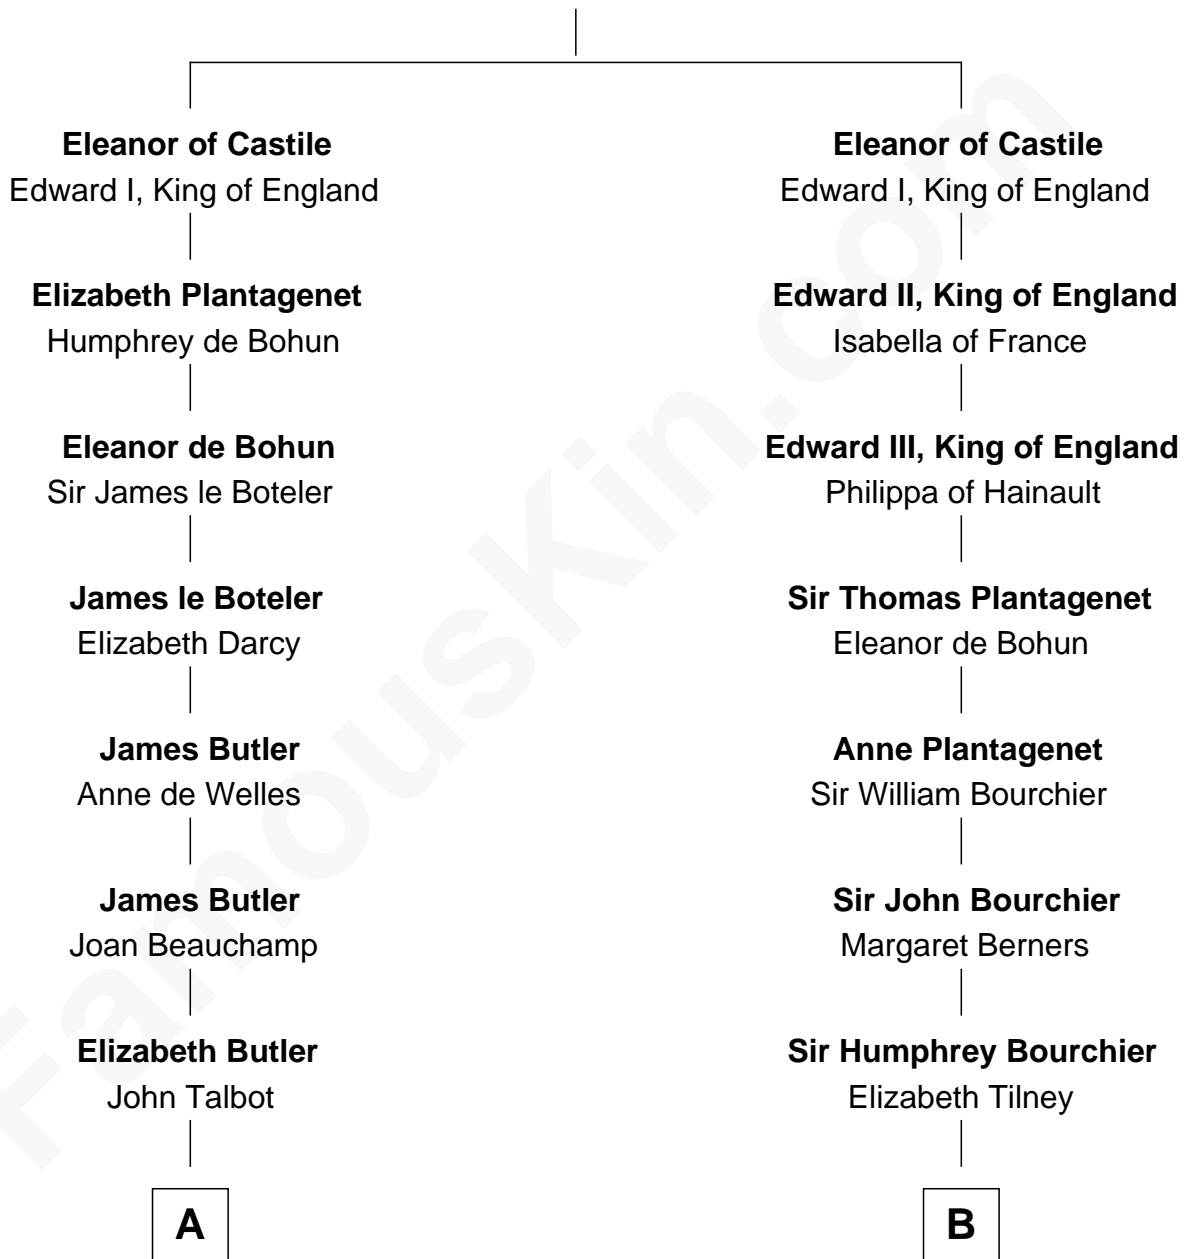 Eleanor of Castile
Edward I, King of England
Elizabeth Plantagenet
Humphrey de Bohun
Eleanor de Bohun
Sir James le Boteler
James le Boteler
Elizabeth Darcy
James Butler
Anne de Welles
James Butler
Joan Beauchamp
Elizabeth Butler
John Talbot
A
Eleanor of Castile
Edward I, King of England
Edward II, King of England
Isabella of France
Edward III, King of England
Philippa of Hainault
Sir Thomas Plantagenet
Eleanor de Bohun
Anne Plantagenet
Sir William Bourchier
Sir John Bourchier
Margaret Berners
Sir Humphrey Bourchier
Elizabeth Tilney
B
FamousKin.com